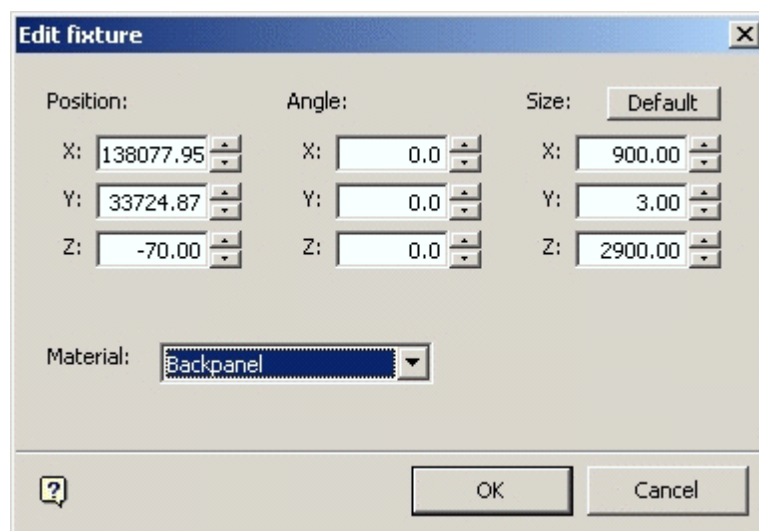 Edit fixture
Position: Angle: Size: Default
X: 138077.95 X: 0.0 X: 900.00
Y: 33724.87 Y: 0.0 Y: 3.00
Z: -70.00 Z: 0.0 Z: 2900.00
Material: Backpanel
? OK Cancel